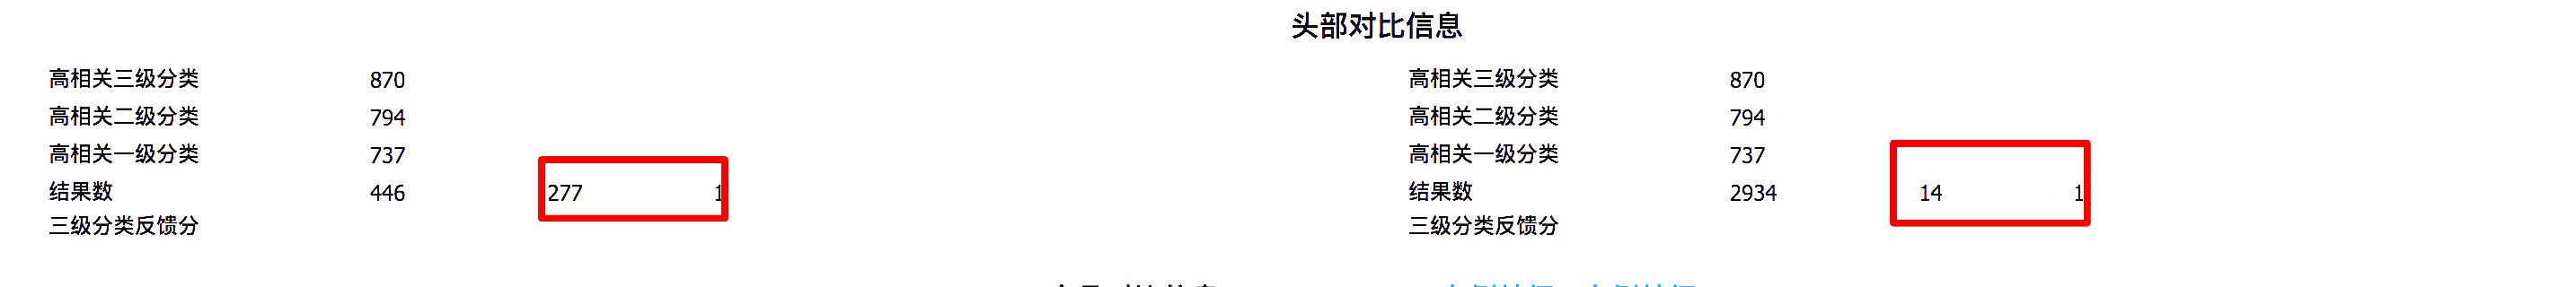 头部对比信息
高相关三级分类 870 高相关三级分类 870
高相关二级分类 794 高相关二级分类 794
高相关一级分类 737 高相关一级分类 737
结果数 446 277 1 结果数 2934 14 1
三级分类反馈分 三级分类反馈分